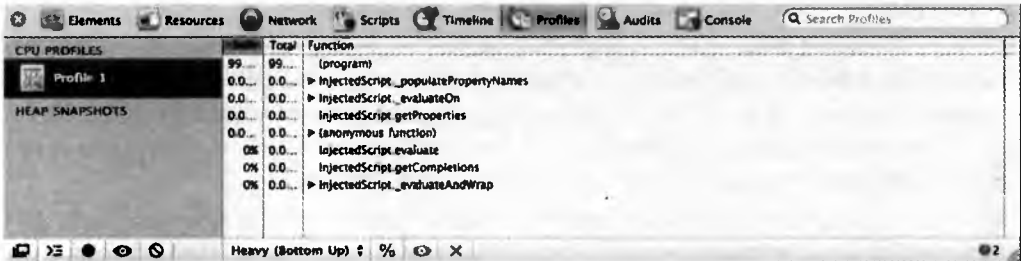 Elements Resources Network Scripts Timeline Profiles Audits Console Search Profiles
CPU PROFILES
Profile 1
HEAP SNAPSHOTS
Total Function
99.... 99.... (program)
0.0... 0.0... InjectedScript._populatePropertyNames
0.0... 0.0... InjectedScript._evaluateOn
0.0... 0.0... InjectedScript.getProperties
0.0... 0.0... (anonymous function)
0% 0.0... InjectedScript.evaluate
0% 0.0... InjectedScript.getCompletions
0% 0.0... InjectedScript._evaluateAndWrap
Heavy (Bottom Up) % 2